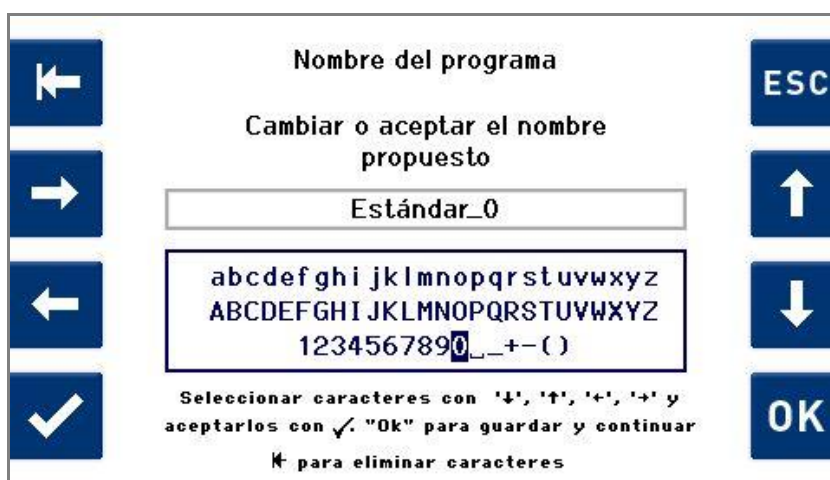 Nombre del programa
ESC
Cambiar o aceptar el nombre
propuesto
Estándar_0
abcdefghijklmnopqrstuvwxyz
ABCDEFGHIJKLMNOPQRSTUVWXYZ
1234567890␣_+-()
Seleccionar caracteres con '↓', '↑', '←', '→' y
aceptarlos con ✓. "Ok" para guardar y continuar
OK
⇤ para eliminar caracteres